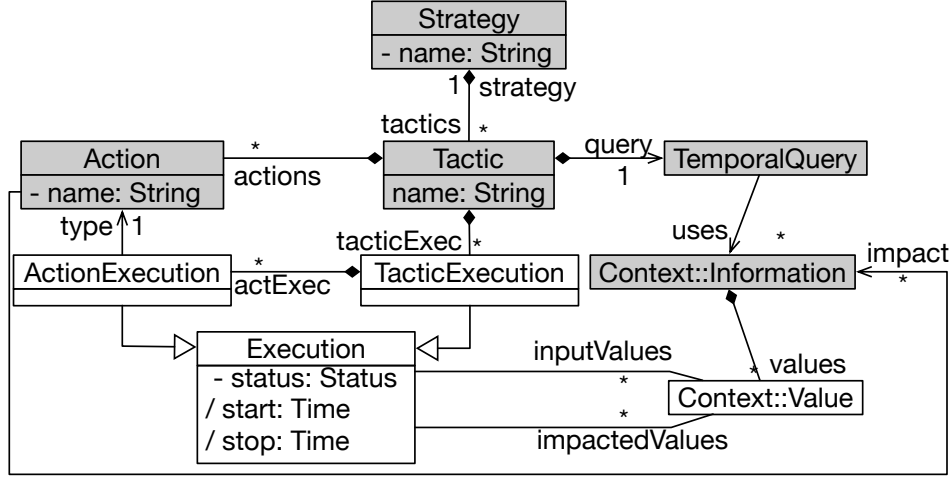 Strategy
- name: String
1
strategy
tactics
*
Action
- name: String
*
actions
Tactic
name: String
query
1
TemporalQuery
type
1
tacticExec
*
uses
*
ActionExecution
*
actExec
TacticExecution
Context::Information
impact
*
Execution
- status: Status
/ start: Time
/ stop: Time
inputValues
*
*
values
Context::Value
*
impactedValues